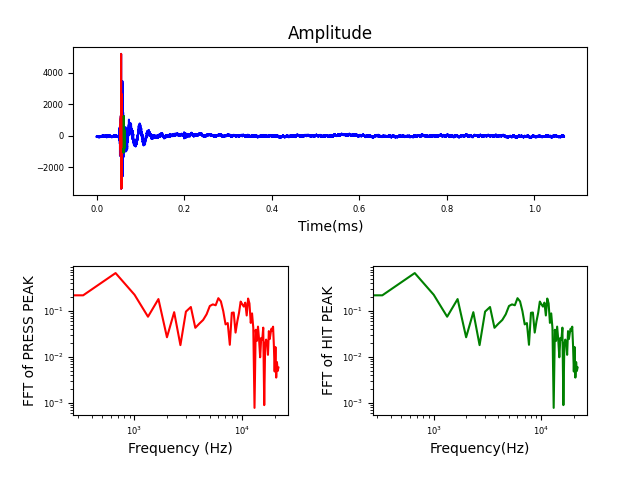 Amplitude
4000
2000
0
−2000
0.0 0.2 0.4 0.6 0.8 1.0
Time(ms)
FFT of PRESS PEAK
10⁻¹
10⁻²
10⁻³
10³ 10⁴
Frequency (Hz)
FFT of HIT PEAK
10⁻¹
10⁻²
10⁻³
10³ 10⁴
Frequency(Hz)